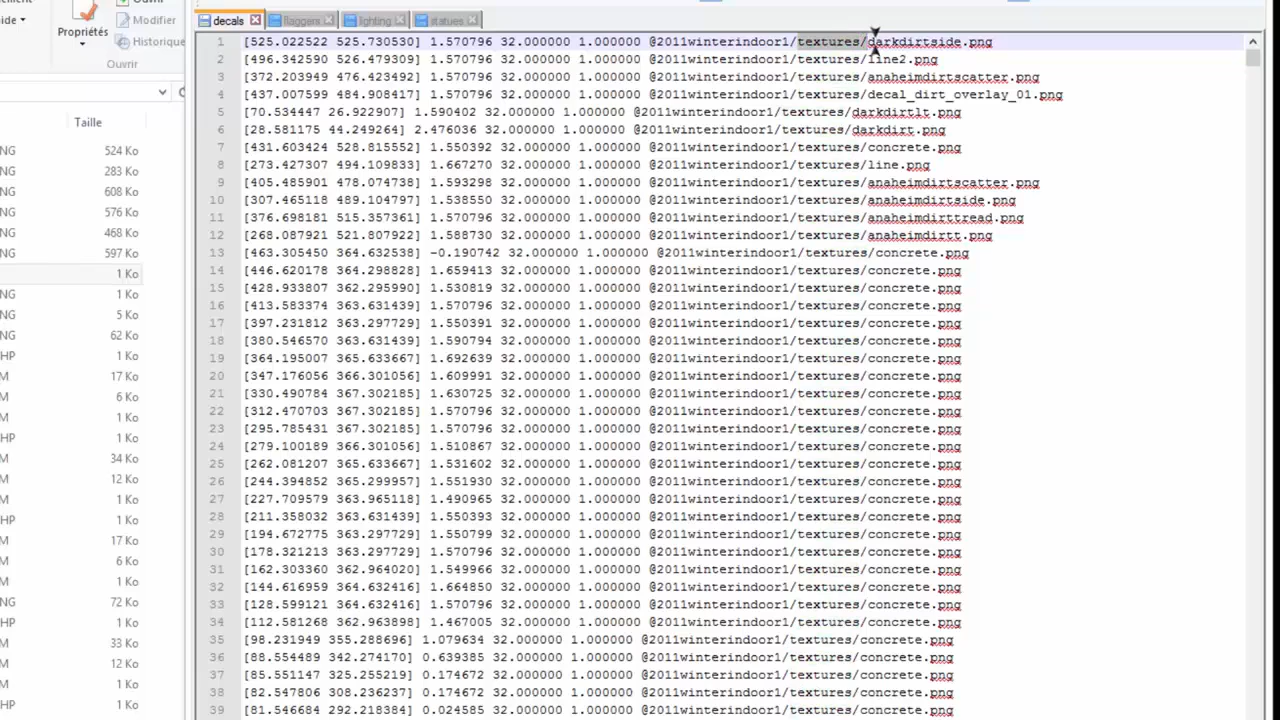 de
Propriétés
Modifier
Historique
Ouvrir
Taille
NG 524 Ko
NG 283 Ko
NG 608 Ko
NG 576 Ko
NG 468 Ko
NG 597 Ko
1 Ko
NG 1 Ko
NG 5 Ko
NG 62 Ko
HP 1 Ko
M 17 Ko
M 6 Ko
M 1 Ko
HP 1 Ko
M 34 Ko
M 12 Ko
M 1 Ko
HP 1 Ko
M 17 Ko
M 6 Ko
M 1 Ko
NG 72 Ko
HP 1 Ko
M 33 Ko
M 12 Ko
M 1 Ko
HP 1 Ko
decals flaggers lighting statues
1 [525.022522 525.730530] 1.570796 32.000000 1.000000 @2011winterindoor1/textures/darkdirtside.png
2 [496.342590 526.479309] 1.570796 32.000000 1.000000 @2011winterindoor1/textures/line2.png
3 [372.203949 476.423492] 1.570796 32.000000 1.000000 @2011winterindoor1/textures/anaheimdirtscatter.png
4 [437.007599 484.908417] 1.570796 32.000000 1.000000 @2011winterindoor1/textures/decal_dirt_overlay_01.png
5 [70.534447 26.922907] 1.590402 32.000000 1.000000 @2011winterindoor1/textures/darkdirtlt.png
6 [28.581175 44.249264] 2.476036 32.000000 1.000000 @2011winterindoor1/textures/darkdirt.png
7 [431.603424 528.815552] 1.550392 32.000000 1.000000 @2011winterindoor1/textures/concrete.png
8 [273.427307 494.109833] 1.667270 32.000000 1.000000 @2011winterindoor1/textures/line.png
9 [405.485901 478.074738] 1.593298 32.000000 1.000000 @2011winterindoor1/textures/anaheimdirtscatter.png
10 [307.465118 489.104797] 1.538550 32.000000 1.000000 @2011winterindoor1/textures/anaheimdirtside.png
11 [376.698181 515.357361] 1.570796 32.000000 1.000000 @2011winterindoor1/textures/anaheimdirttread.png
12 [268.087921 521.807922] 1.588730 32.000000 1.000000 @2011winterindoor1/textures/anaheimdirtt.png
13 [463.305450 364.632538] -0.190742 32.000000 1.000000 @2011winterindoor1/textures/concrete.png
14 [446.620178 364.298828] 1.659413 32.000000 1.000000 @2011winterindoor1/textures/concrete.png
15 [428.933807 362.295990] 1.530819 32.000000 1.000000 @2011winterindoor1/textures/concrete.png
16 [413.583374 363.631439] 1.570796 32.000000 1.000000 @2011winterindoor1/textures/concrete.png
17 [397.231812 363.297729] 1.550391 32.000000 1.000000 @2011winterindoor1/textures/concrete.png
18 [380.546570 363.631439] 1.590794 32.000000 1.000000 @2011winterindoor1/textures/concrete.png
19 [364.195007 365.633667] 1.692639 32.000000 1.000000 @2011winterindoor1/textures/concrete.png
20 [347.176056 366.301056] 1.609991 32.000000 1.000000 @2011winterindoor1/textures/concrete.png
21 [330.490784 367.302185] 1.630725 32.000000 1.000000 @2011winterindoor1/textures/concrete.png
22 [312.470703 367.302185] 1.570796 32.000000 1.000000 @2011winterindoor1/textures/concrete.png
23 [295.785431 367.302185] 1.570796 32.000000 1.000000 @2011winterindoor1/textures/concrete.png
24 [279.100189 366.301056] 1.510867 32.000000 1.000000 @2011winterindoor1/textures/concrete.png
25 [262.081207 365.633667] 1.531602 32.000000 1.000000 @2011winterindoor1/textures/concrete.png
26 [244.394852 365.299957] 1.551930 32.000000 1.000000 @2011winterindoor1/textures/concrete.png
27 [227.709579 363.965118] 1.490965 32.000000 1.000000 @2011winterindoor1/textures/concrete.png
28 [211.358032 363.631439] 1.550393 32.000000 1.000000 @2011winterindoor1/textures/concrete.png
29 [194.672775 363.297729] 1.550799 32.000000 1.000000 @2011winterindoor1/textures/concrete.png
30 [178.321213 363.297729] 1.570796 32.000000 1.000000 @2011winterindoor1/textures/concrete.png
31 [162.303360 362.964020] 1.549966 32.000000 1.000000 @2011winterindoor1/textures/concrete.png
32 [144.616959 364.632416] 1.664850 32.000000 1.000000 @2011winterindoor1/textures/concrete.png
33 [128.599121 364.632416] 1.570796 32.000000 1.000000 @2011winterindoor1/textures/concrete.png
34 [112.581268 362.963898] 1.467005 32.000000 1.000000 @2011winterindoor1/textures/concrete.png
35 [98.231949 355.288696] 1.079634 32.000000 1.000000 @2011winterindoor1/textures/concrete.png
36 [88.554489 342.274170] 0.639385 32.000000 1.000000 @2011winterindoor1/textures/concrete.png
37 [85.551147 325.255219] 0.174672 32.000000 1.000000 @2011winterindoor1/textures/concrete.png
38 [82.547806 308.236237] 0.174672 32.000000 1.000000 @2011winterindoor1/textures/concrete.png
39 [81.546684 292.218384] 0.024585 32.000000 1.000000 @2011winterindoor1/textures/concrete.png